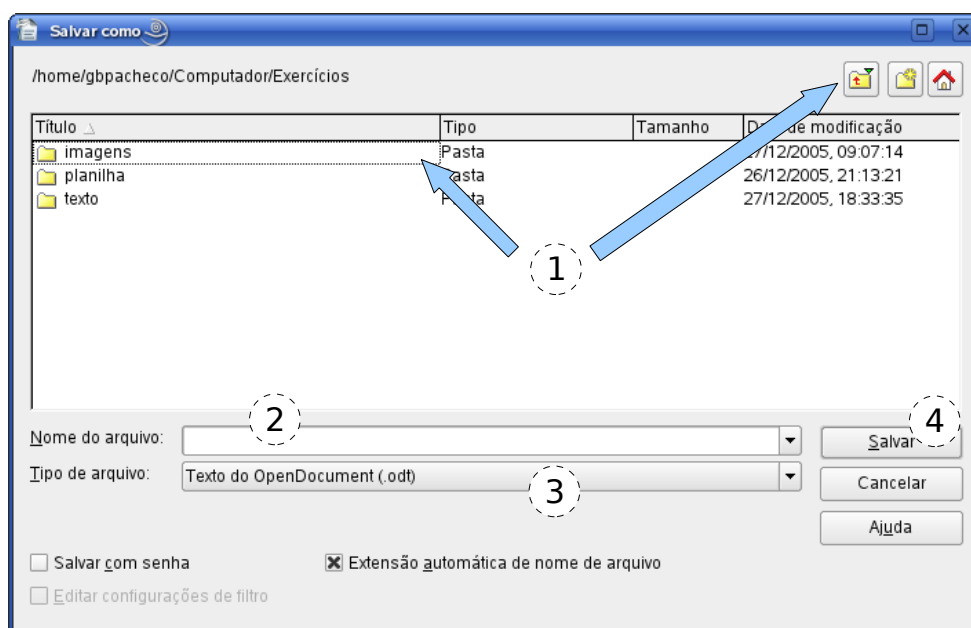 Salvar como
/home/gbpacheco/Computador/Exercícios
Título Tipo Tamanho de modificação
imagens Pasta 27/12/2005, 09:07:14
planilha Pasta 26/12/2005, 21:13:21
texto Pasta 27/12/2005, 18:33:35
1
2
4
Nome do arquivo: Salvar
Tipo de arquivo: Texto do OpenDocument (.odt) Cancelar
3
Ajuda
Salvar com senha Extensão automática de nome de arquivo
Editar configurações de filtro